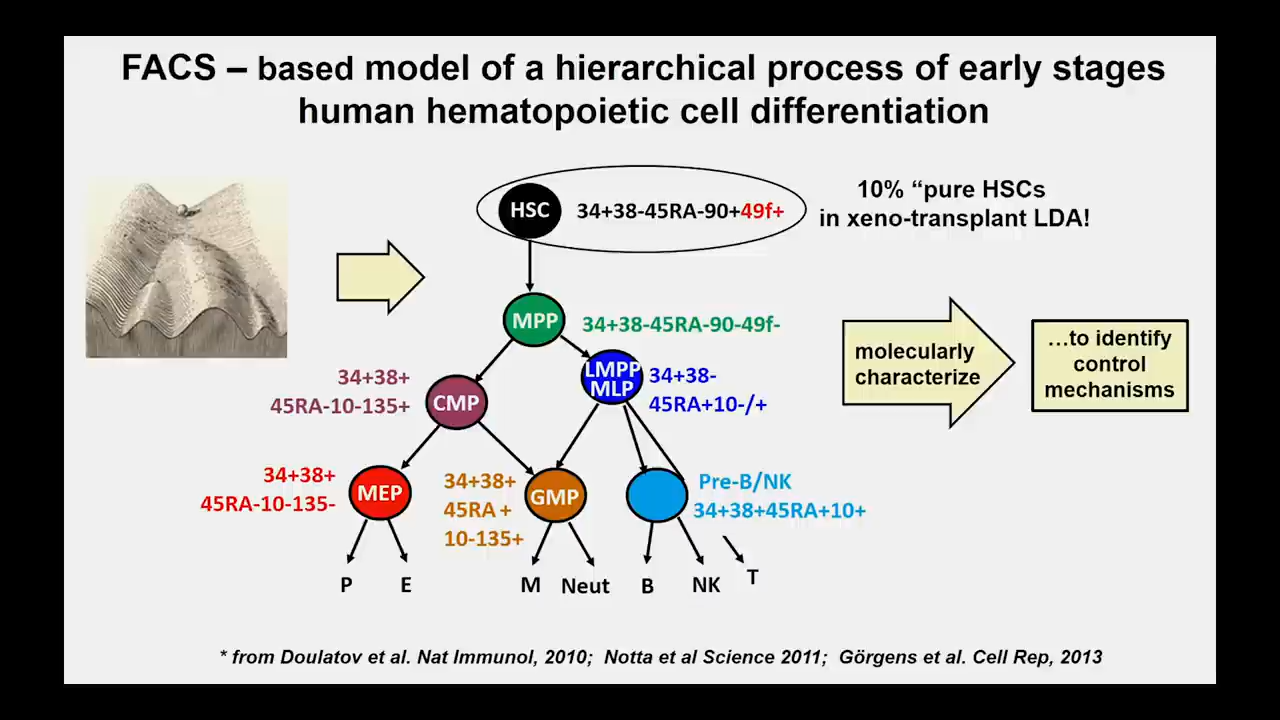 FACS – based model of a hierarchical process of early stages
human hematopoietic cell differentiation
HSC
34+38-45RA-90+49f+
10% “pure HSCs
in xeno-transplant LDA!
MPP
34+38-45RA-90-49f-
34+38+
45RA-10-135+
CMP
LMPP
MLP
34+38-
45RA+10-/+
molecularly
characterize
…to identify
control
mechanisms
34+38+
45RA-10-135-
MEP
34+38+
45RA +
10-135+
GMP
Pre-B/NK
34+38+45RA+10+
P
E
M
Neut
B
NK
T
* from Doulatov et al. Nat Immunol, 2010; Notta et al Science 2011; Görgens et al. Cell Rep, 2013